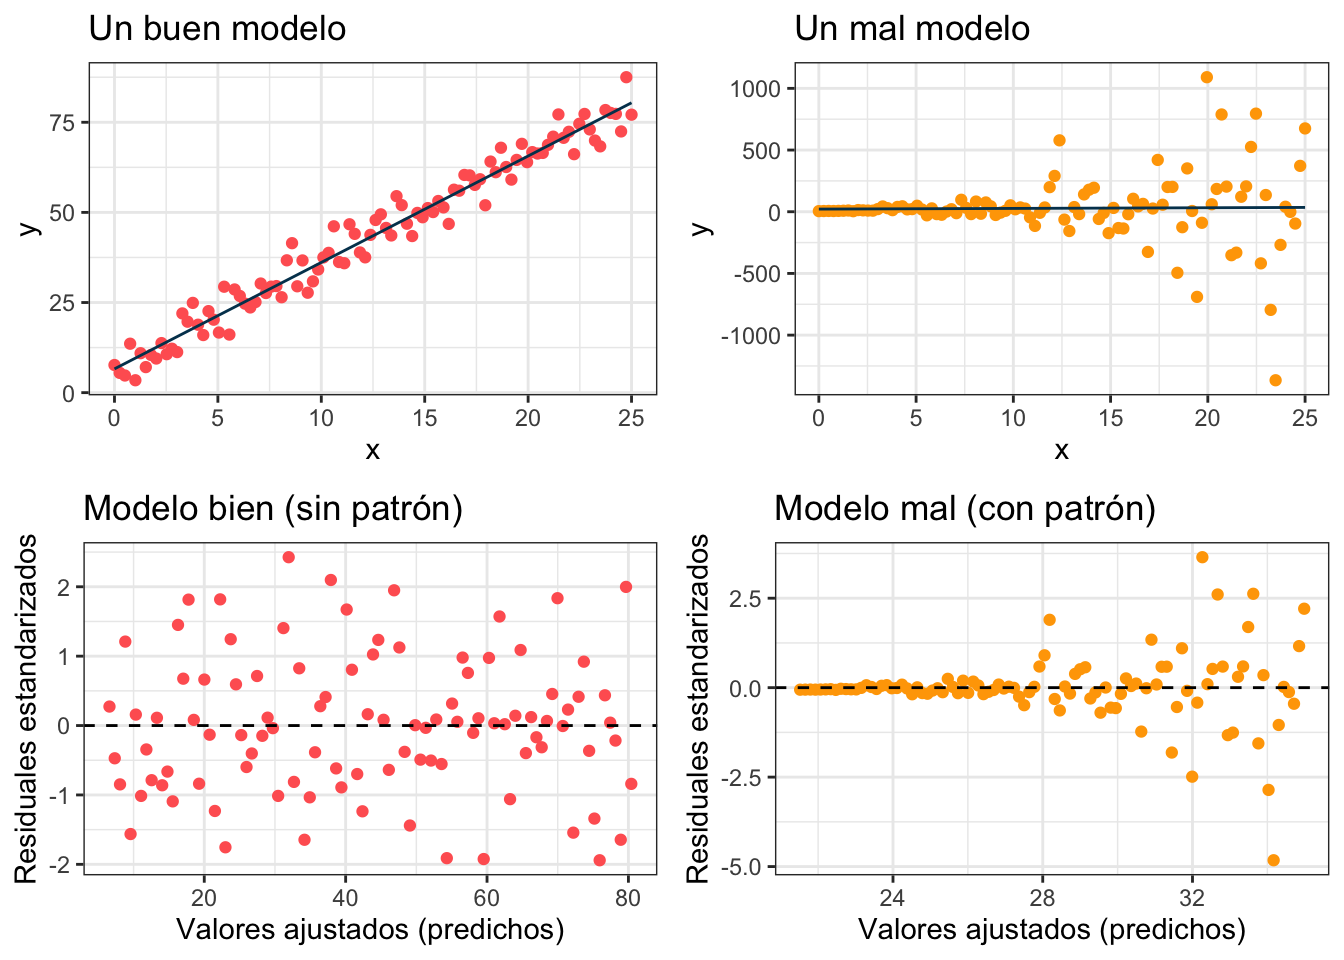 Un buen modelo
y
75
50
25
0
0 5 10 15 20 25
x
Un mal modelo
y
1000
500
0
-500
-1000
0 5 10 15 20 25
x
Modelo bien (sin patrón)
Residuales estandarizados
2
1
0
-1
-2
20 40 60 80
Valores ajustados (predichos)
Modelo mal (con patrón)
Residuales estandarizados
2.5
0.0
-2.5
-5.0
24 28 32
Valores ajustados (predichos)